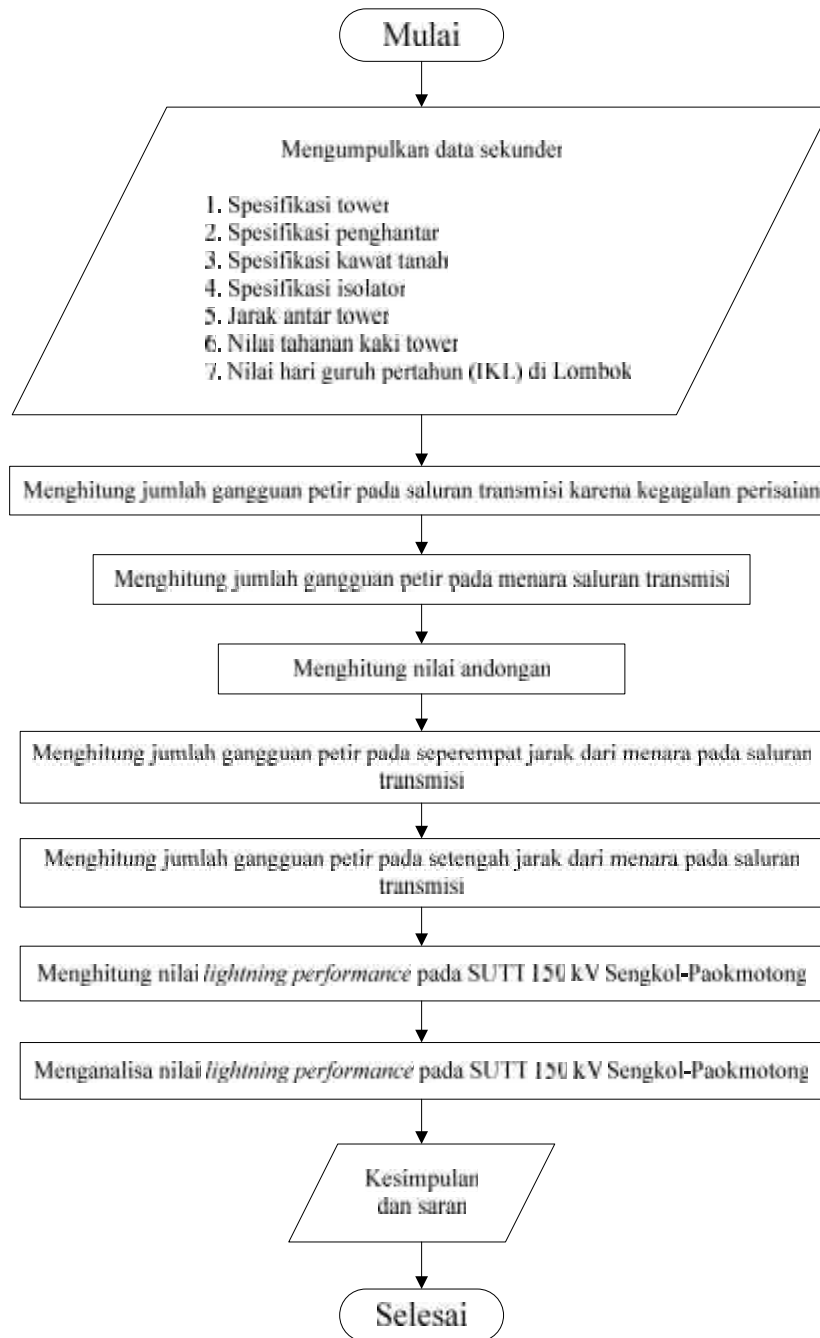 Mulai
Mengumpulkan data sekunder
1. Spesifikasi tower
2. Spesifikasi penghantar
3. Spesifikasi kawat tanah
4. Spesifikasi isolator
5. Jarak antar tower
6. Nilai tahanan kaki tower
7. Nilai hari guruh pertahun (IKL) di Lombok
Menghitung jumlah gangguan petir pada saluran transmisi karena kegagalan perisaian
Menghitung jumlah gangguan petir pada menara saluran transmisi
Menghitung nilai andongan
Menghitung jumlah gangguan petir pada seperempat jarak dari menara pada saluran
transmisi
Menghitung jumlah gangguan petir pada setengah jarak dari menara pada saluran
transmisi
Menghitung nilai lightning performance pada SUTT 150 kV Sengkol-Paokmotong
Menganalisa nilai lightning performance pada SUTT 150 kV Sengkol-Paokmotong
Kesimpulan
dan saran
Selesai